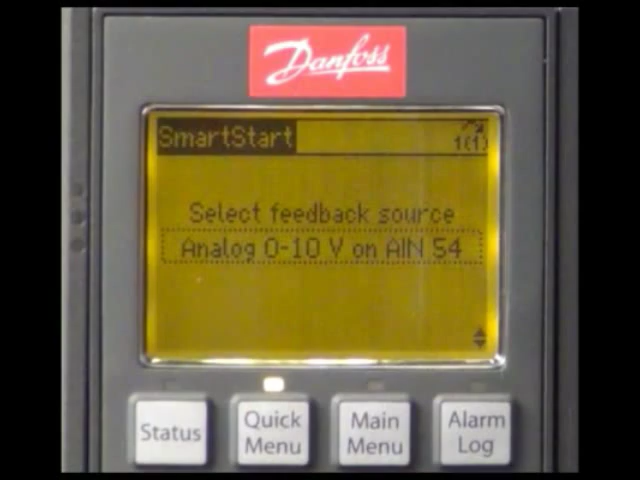 Danfoss
SmartStart
1(1)
Select feedback source
Analog 0-10 V on AIN 54
Status
Quick Menu
Main Menu
Alarm Log